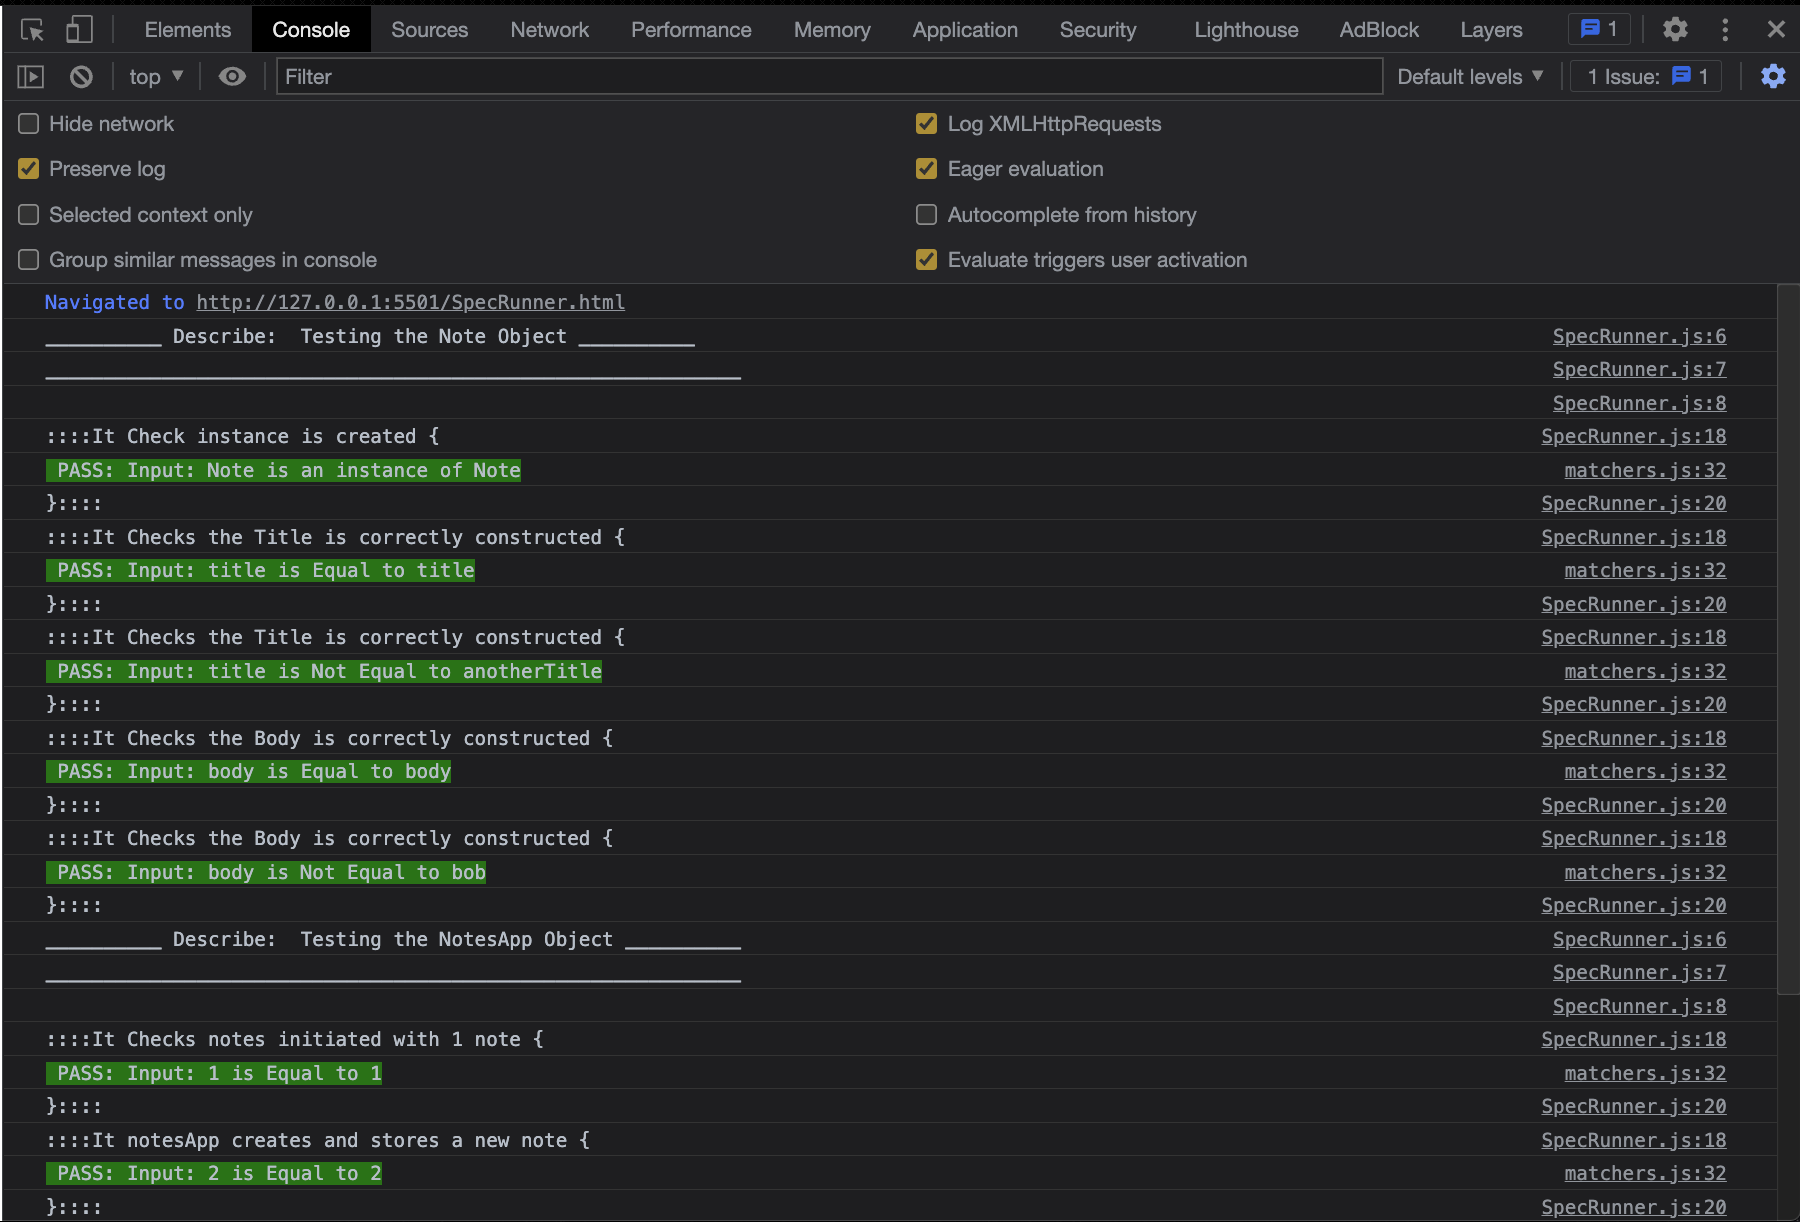 Elements Console Sources Network Performance Memory Application Security Lighthouse AdBlock Layers 1
top Filter Default levels 1 Issue: 1
Hide network Log XMLHttpRequests
Preserve log Eager evaluation
Selected context only Autocomplete from history
Group similar messages in console Evaluate triggers user activation
Navigated to http://127.0.0.1:5501/SpecRunner.html
__________ Describe:  Testing the Note Object __________ SpecRunner.js:6
____________________________________________________________ SpecRunner.js:7
SpecRunner.js:8
::::It Check instance is created { SpecRunner.js:18
PASS: Input: Note is an instance of Note matchers.js:32
}:::: SpecRunner.js:20
::::It Checks the Title is correctly constructed { SpecRunner.js:18
PASS: Input: title is Equal to title matchers.js:32
}:::: SpecRunner.js:20
::::It Checks the Title is correctly constructed { SpecRunner.js:18
PASS: Input: title is Not Equal to anotherTitle matchers.js:32
}:::: SpecRunner.js:20
::::It Checks the Body is correctly constructed { SpecRunner.js:18
PASS: Input: body is Equal to body matchers.js:32
}:::: SpecRunner.js:20
::::It Checks the Body is correctly constructed { SpecRunner.js:18
PASS: Input: body is Not Equal to bob matchers.js:32
}:::: SpecRunner.js:20
__________ Describe:  Testing the NotesApp Object __________ SpecRunner.js:6
____________________________________________________________ SpecRunner.js:7
SpecRunner.js:8
::::It Checks notes initiated with 1 note { SpecRunner.js:18
PASS: Input: 1 is Equal to 1 matchers.js:32
}:::: SpecRunner.js:20
::::It notesApp creates and stores a new note { SpecRunner.js:18
PASS: Input: 2 is Equal to 2 matchers.js:32
}:::: SpecRunner.js:20